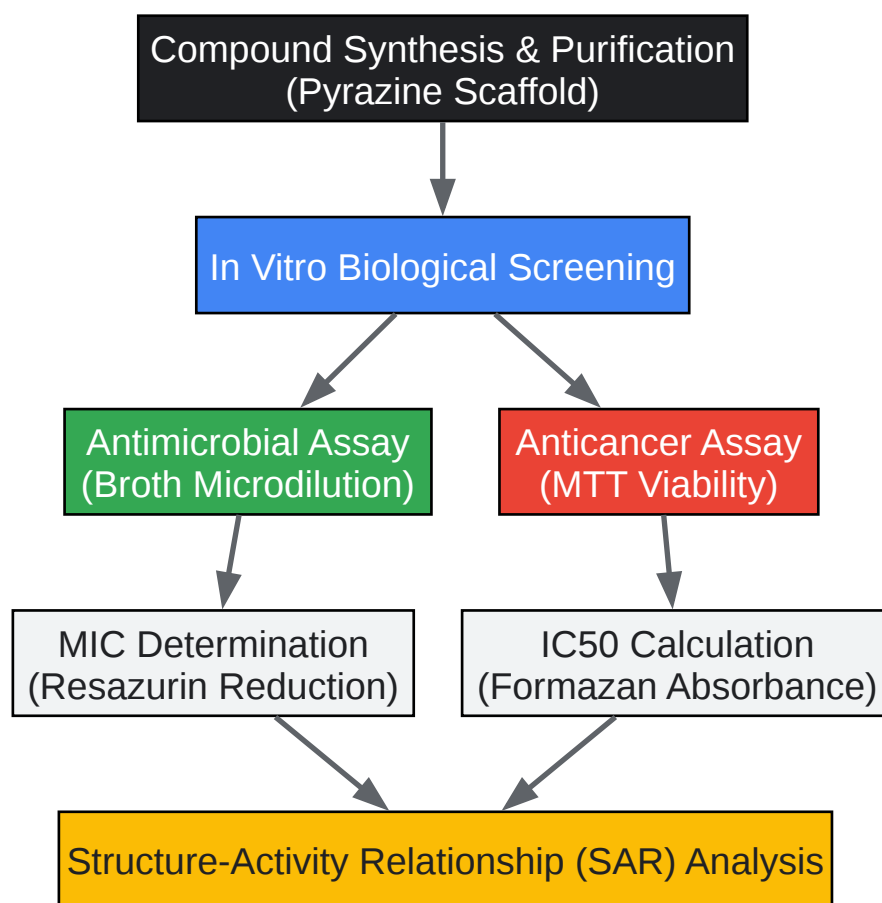 Compound Synthesis & Purification
(Pyrazine Scaffold)
In Vitro Biological Screening
Antimicrobial Assay
(Broth Microdilution)
Anticancer Assay
(MTT Viability)
MIC Determination
(Resazurin Reduction)
IC50 Calculation
(Formazan Absorbance)
Structure-Activity Relationship (SAR) Analysis